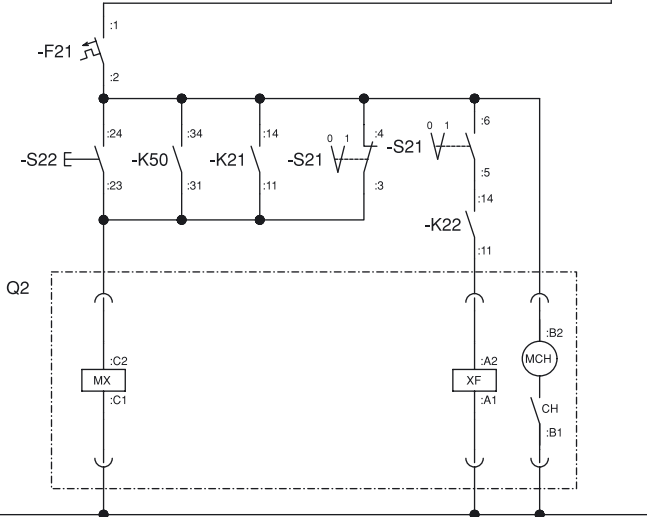 :1
-F21
:2
:24 :34 :14 0 1 :4 0 1 :6
-S22 -K50 -K21 -S21 -S21
:23 :31 :11 :3 :5
:14
-K22
:11
Q2
:B2
:C2 :A2 MCH
MX XF
:C1 :A1 CH
:B1